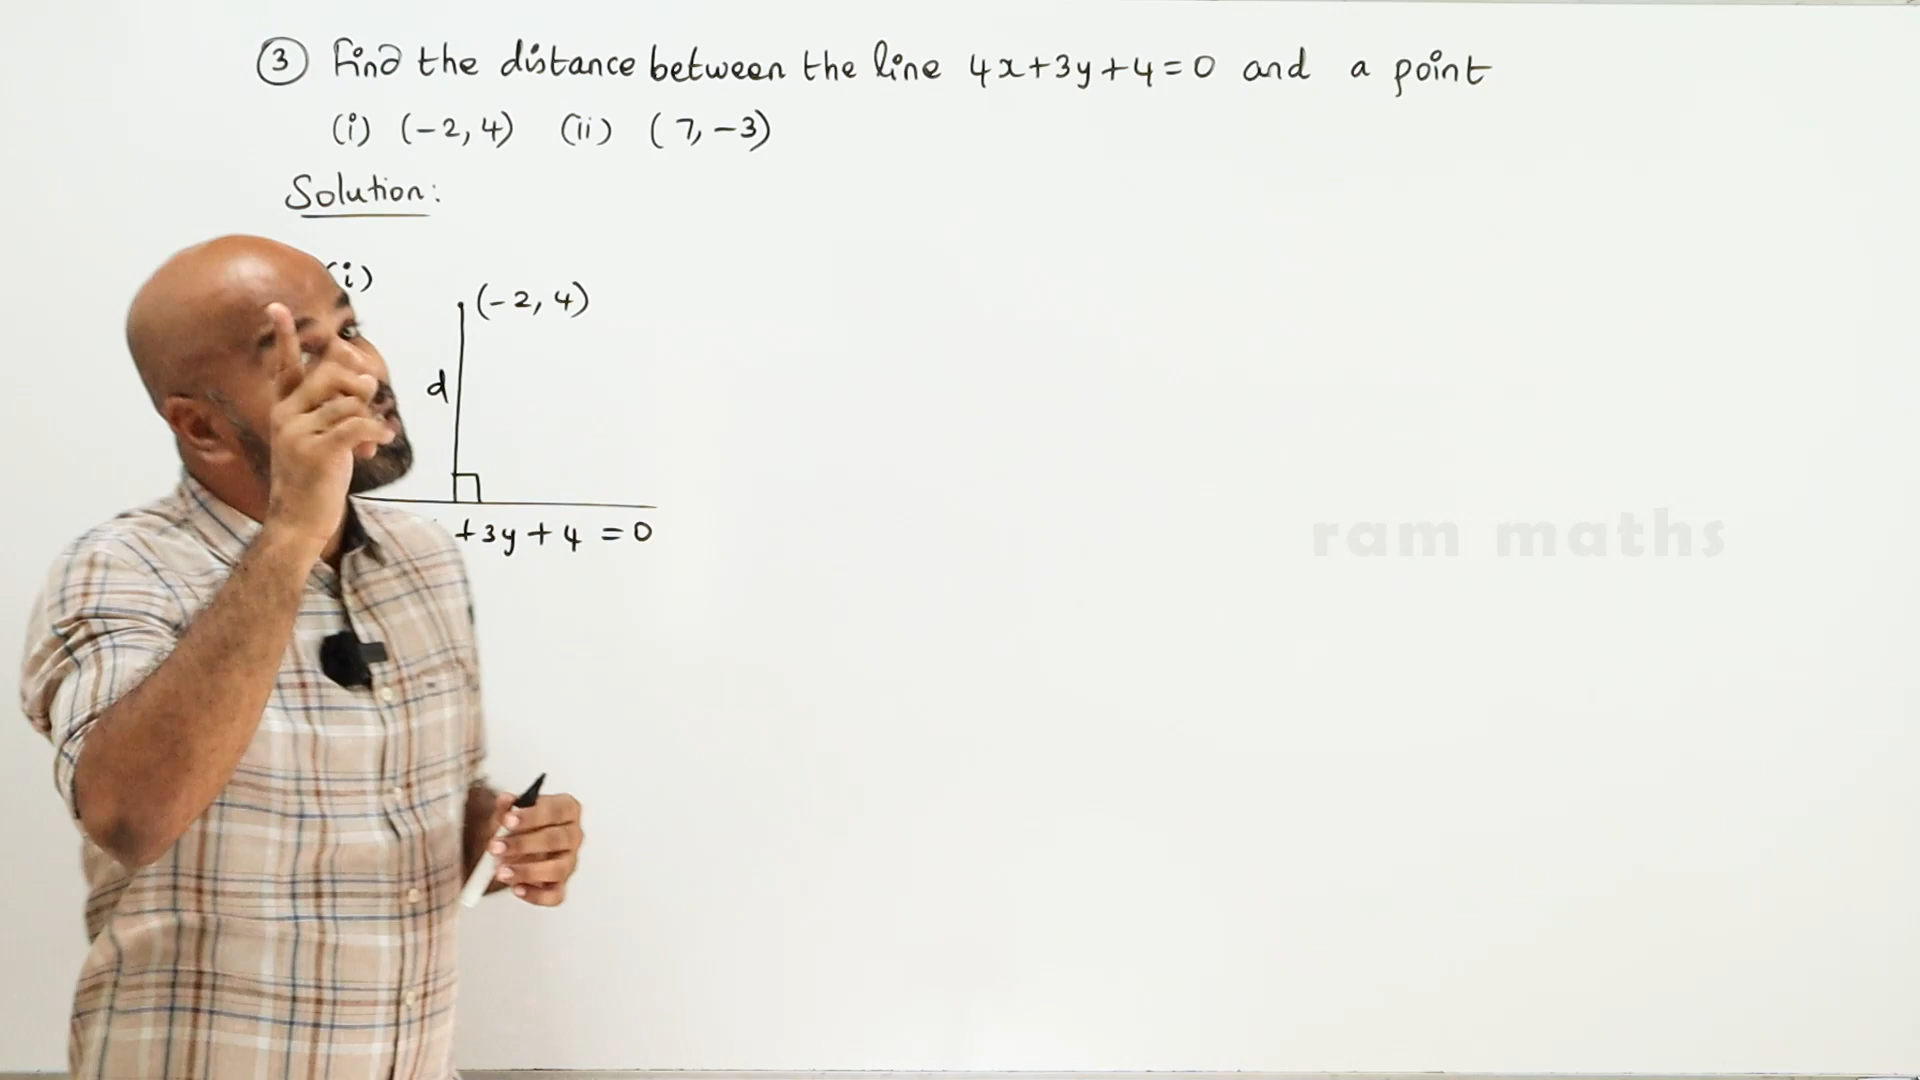 ③ Find the distance between the line 4x+3y+4=0 and a point
(i) (-2, 4) (ii) (7, -3)
Solution:
(i)
(-2, 4)
d
+3y+4 =0
ram maths